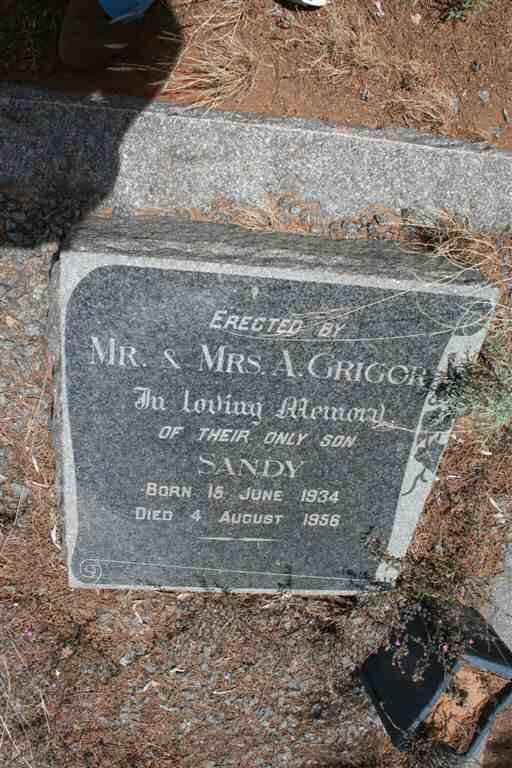 ERECTED BY
MR. & MRS. A. GRIGOR
In loving Memory
OF THEIR ONLY SON
SANDY
BORN 15 JUNE 1934
DIED 4 AUGUST 1956